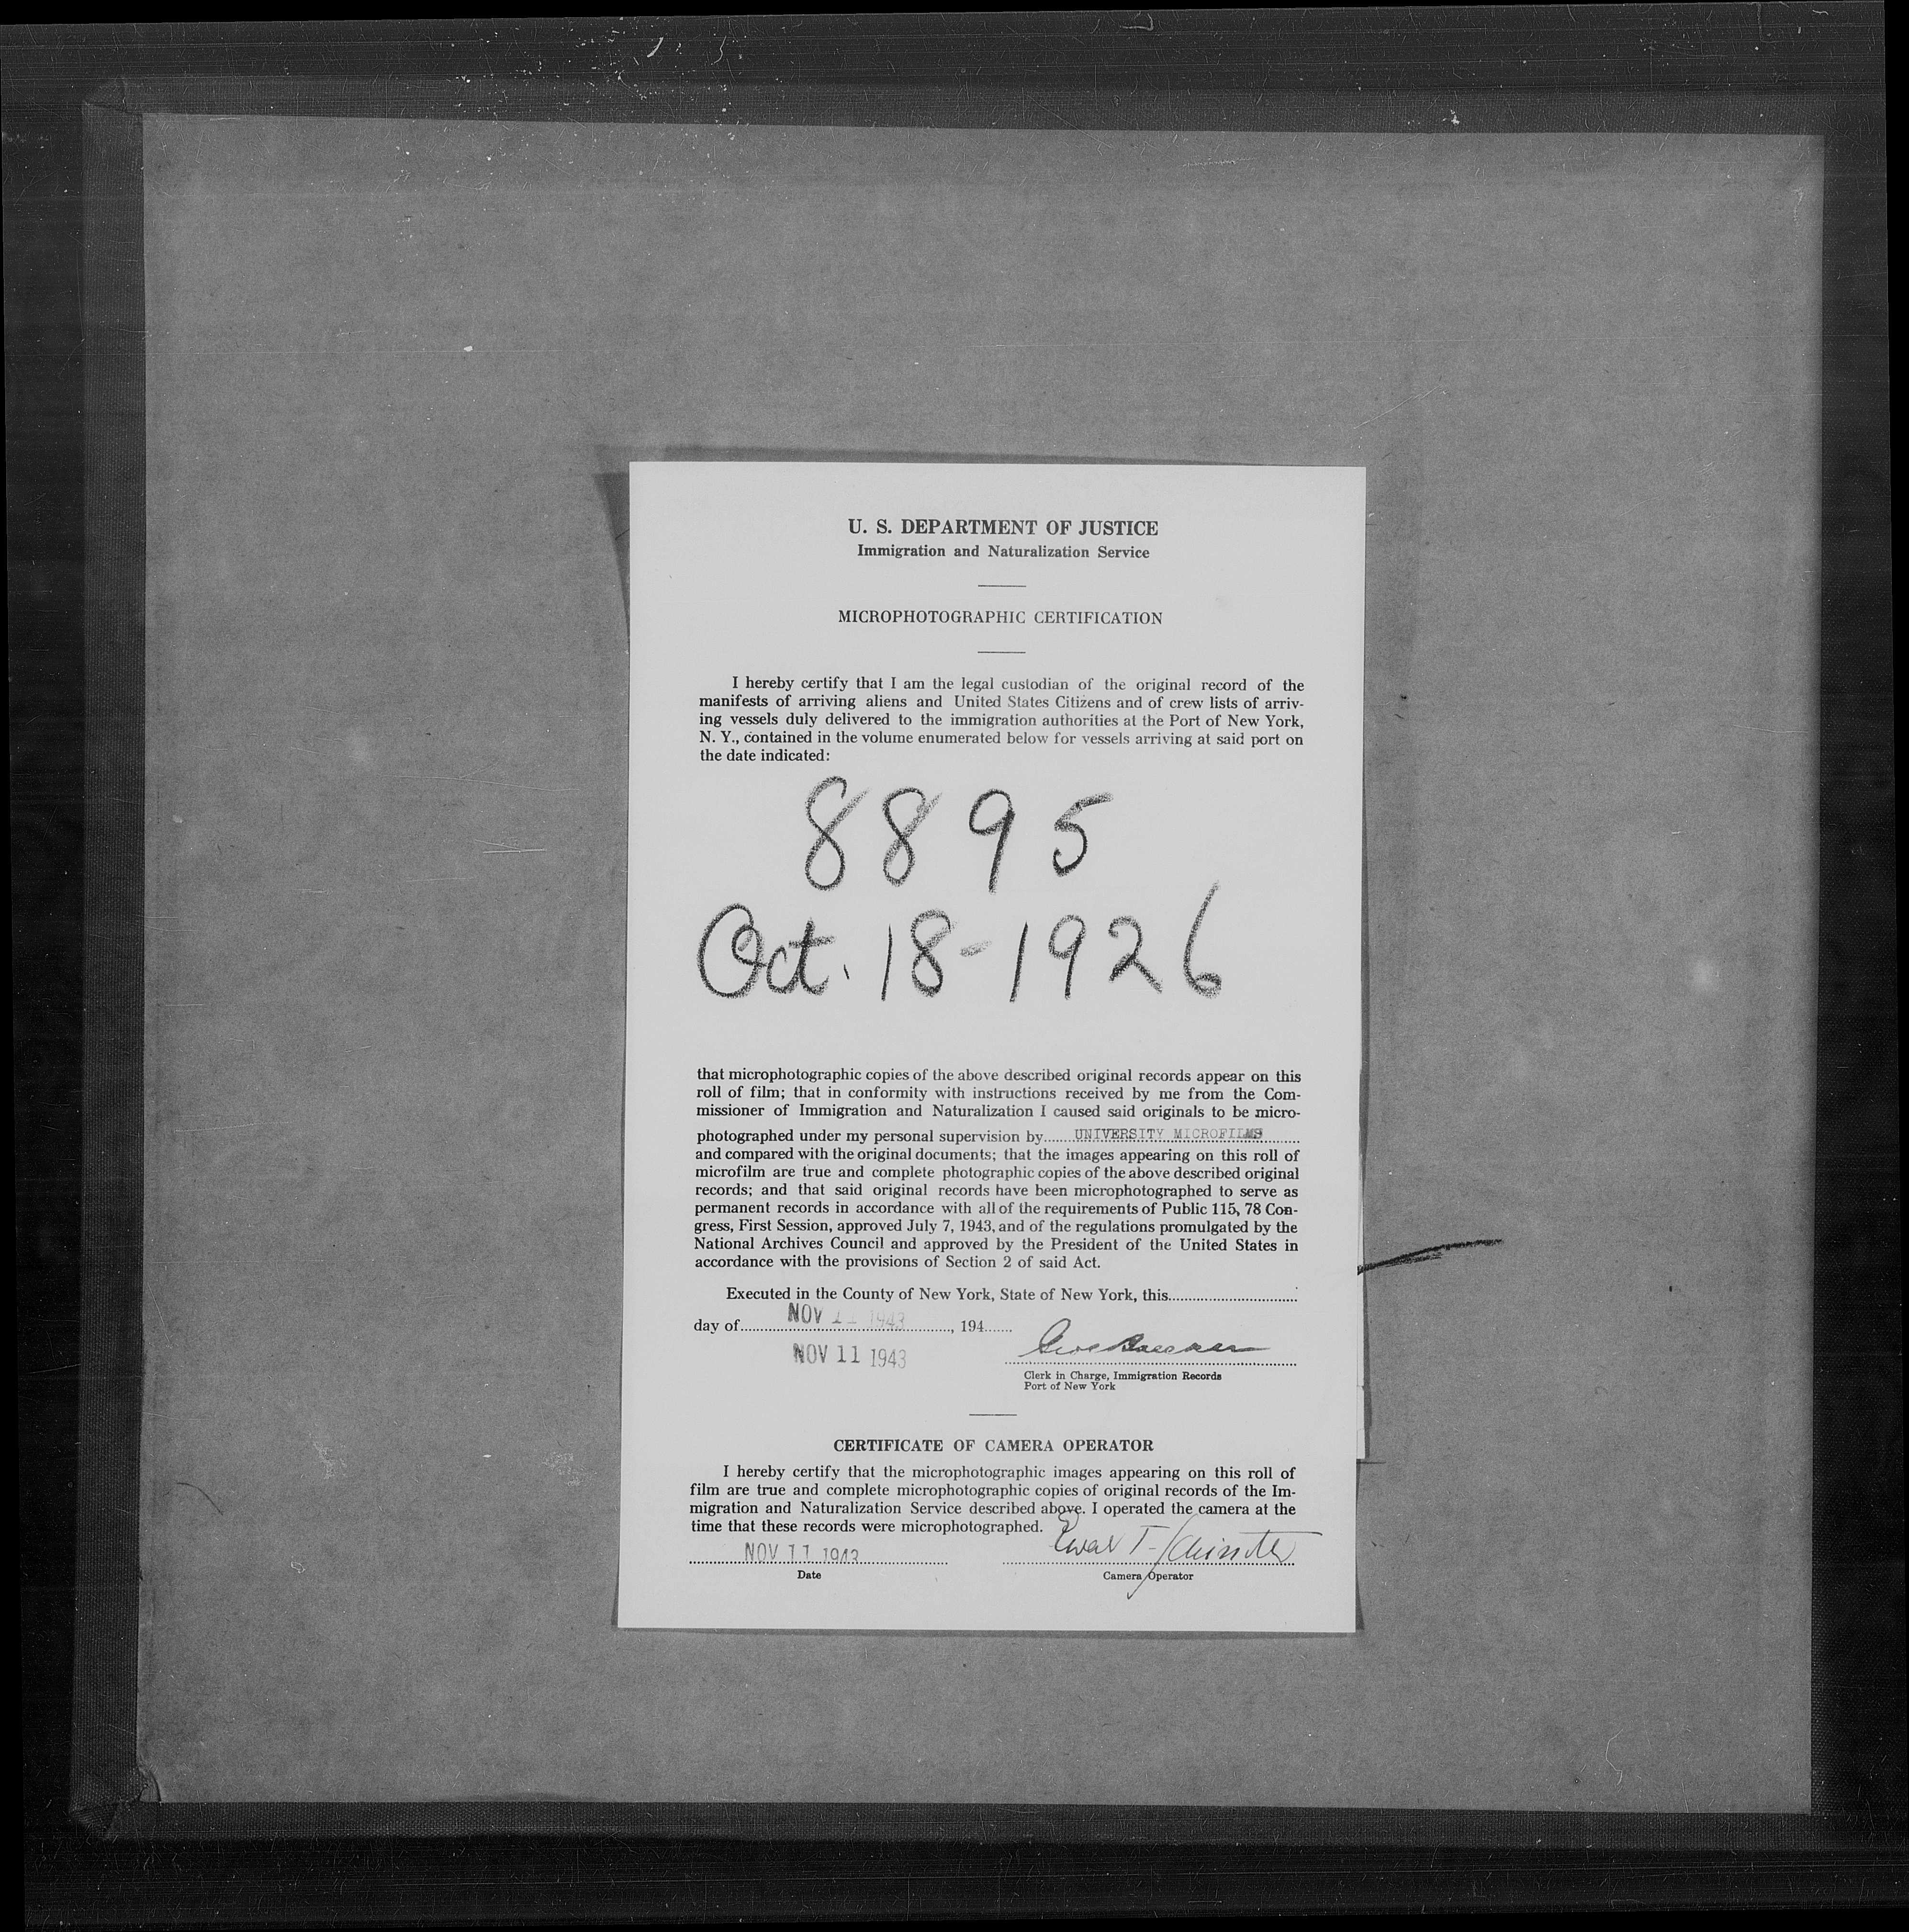 U. S. DEPARTMENT OF JUSTICE
Immigration and Naturalization Service
MICROPHOTOGRAPHIC CERTIFICATION
I hereby certify that I am the legal custodian of the original record of the
manifests of arriving aliens and United States Citizens and of crew lists of arriv-
ing vessels duly delivered to the immigration authorities at the Port of New York,
N. Y., contained in the volume enumerated below for vessels arriving at said port on
the date indicated:
8895
Oct. 18-1926
that microphotographic copies of the above described original records appear on this
roll of film; that in conformity with instructions received by me from the Com-
missioner of Immigration and Naturalization I caused said originals to be micro-
photographed under my personal supervision by UNIVERSITY MICROFILMS
and compared with the original documents; that the images appearing on this roll of
microfilm are true and complete photographic copies of the above described original
records; and that said original records have been microphotographed to serve as
permanent records in accordance with all of the requirements of Public 115, 78 Con-
gress, First Session, approved July 7, 1943, and of the regulations promulgated by the
National Archives Council and approved by the President of the United States in
accordance with the provisions of Section 2 of said Act.
Executed in the County of New York, State of New York, this
day of NOV 11 1943, 194
NOV 11 1943
Clerk in Charge, Immigration Records
Port of New York
CERTIFICATE OF CAMERA OPERATOR
I hereby certify that the microphotographic images appearing on this roll of
film are true and complete microphotographic copies of original records of the Im-
migration and Naturalization Service described above. I operated the camera at the
time that these records were microphotographed.
NOV 11 1943
Date
Camera Operator